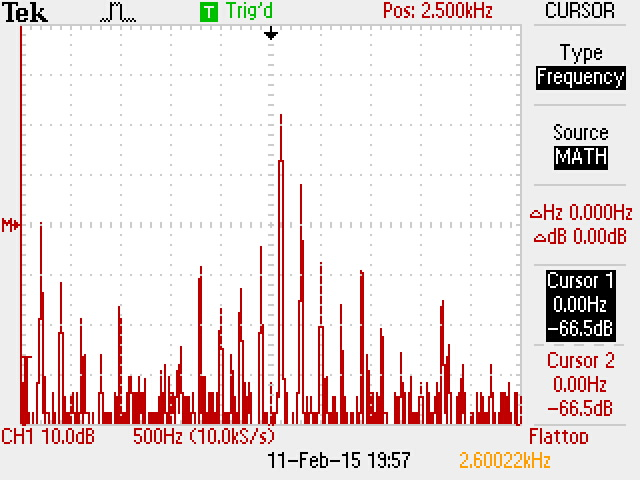 Tek T Trig'd Pos: 2.500kHz CURSOR
Type
Frequency
Source
MATH
M
△Hz 0.000Hz
△dB 0.00dB
Cursor 1
0.00Hz
-66.5dB
Cursor 2
0.00Hz
-66.5dB
CH1 10.0dB 500Hz (10.0kS/s) Flattop
11-Feb-15 19:57 2.60022kHz